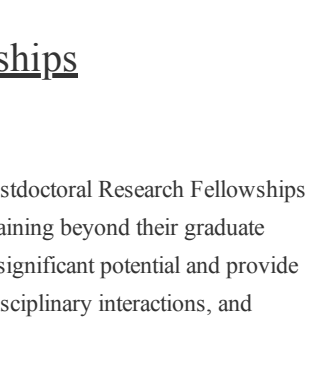 ships
stdoctoral Research Fellowships
aining beyond their graduate
significant potential and provide
sciplinary interactions, and